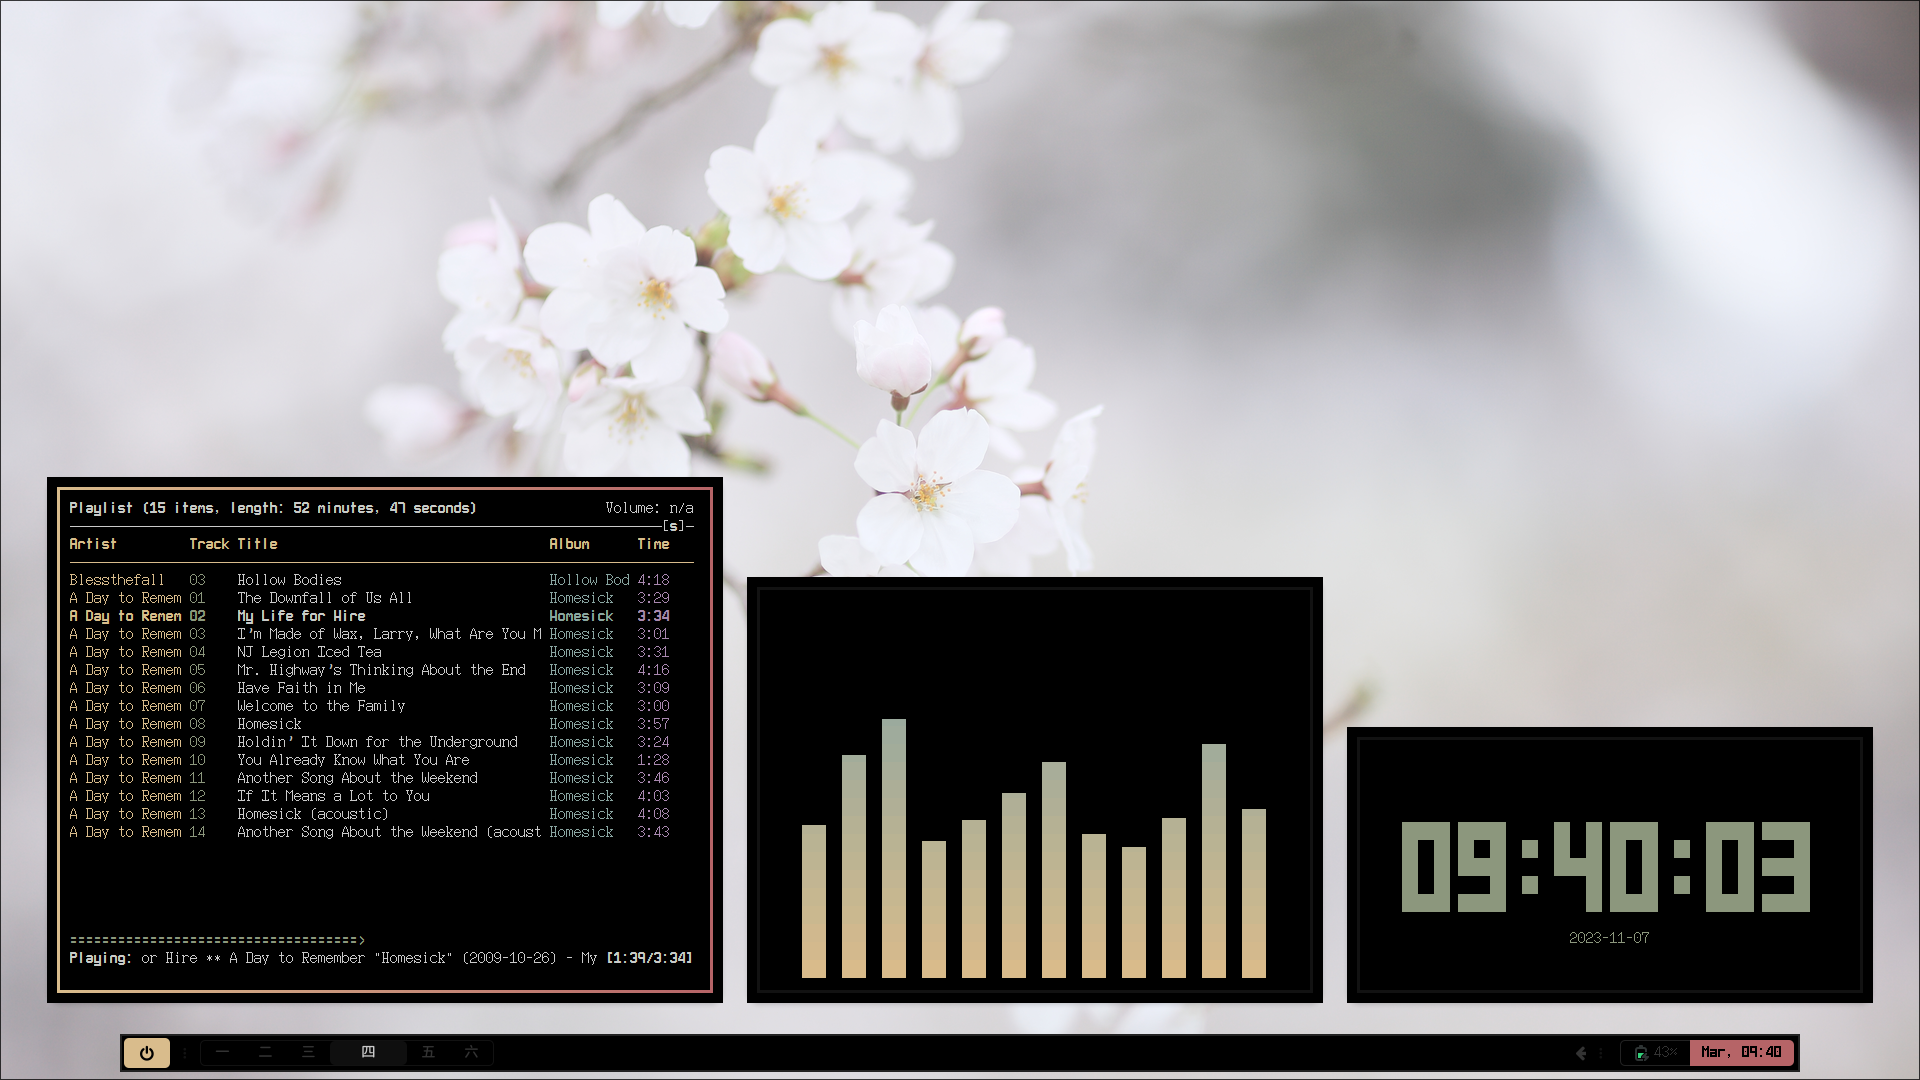 Playlist (15 items, length: 52 minutes, 47 seconds) Volume: n/a
[s]
Artist Track Title Album Time
Blessthefall 03 Hollow Bodies Hollow Bod 4:18
A Day to Remem 01 The Downfall of Us All Homesick 3:29
A Day to Remem 02 My Life for Hire Homesick 3:34
A Day to Remem 03 I'm Made of Wax, Larry, What Are You M Homesick 3:01
A Day to Remem 04 NJ Legion Iced Tea Homesick 3:31
A Day to Remem 05 Mr. Highway's Thinking About the End Homesick 4:16
A Day to Remem 06 Have Faith in Me Homesick 3:09
A Day to Remem 07 Welcome to the Family Homesick 3:00
A Day to Remem 08 Homesick Homesick 3:57
A Day to Remem 09 Holdin' It Down for the Underground Homesick 3:24
A Day to Remem 10 You Already Know What You Are Homesick 1:28
A Day to Remem 11 Another Song About the Weekend Homesick 3:46
A Day to Remem 12 If It Means a Lot to You Homesick 4:03
A Day to Remem 13 Homesick (acoustic) Homesick 4:08
A Day to Remem 14 Another Song About the Weekend (acoust Homesick 3:43
====================================>
Playing: or Hire ** A Day to Remember "Homesick" (2009-10-26) - My [1:39/3:34]
09:40:03
2023-11-07
一 二 三 四 五 六
43% Mar, 09:40